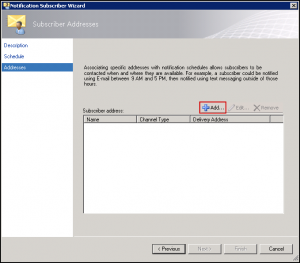 Notification Subscriber Wizard
Subscriber Addresses
Description
Schedule
Addresses
Associating specific addresses with notification schedules allows subscribers to
contacted when and where they are available. For example, a subscriber could be notified
using E-mail between 9 AM and 5 PM, then notified using text messaging outside of those
hours.
Subscriber address:
Add...
Edit...
Remove
Name Channel Type Delivery Address
< Previous
Next >
Finish
Cancel